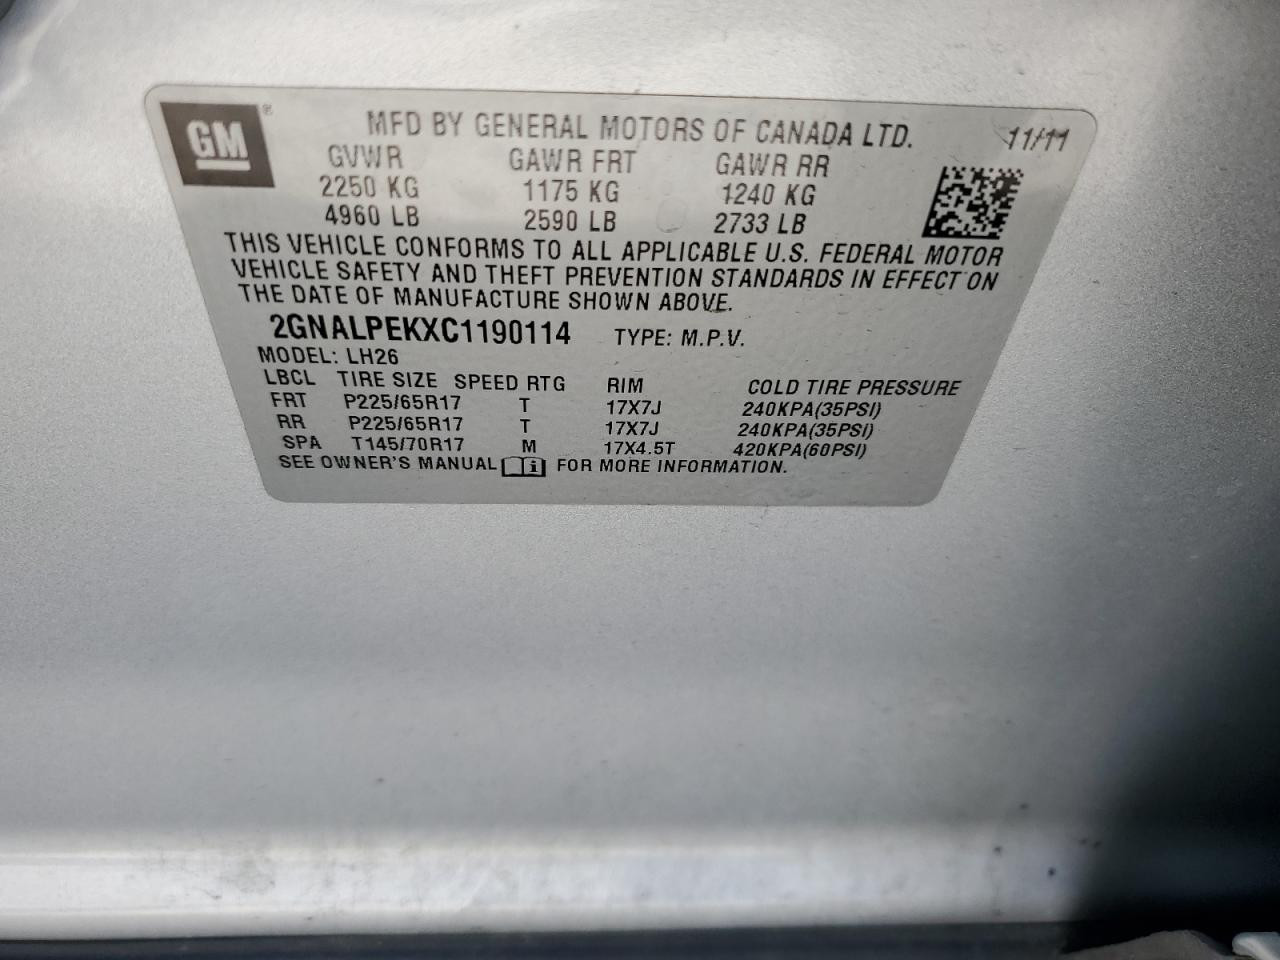 GM®
MFD BY GENERAL MOTORS OF CANADA LTD. 11/11
GVWR GAWR FRT GAWR RR
2250 KG 1175 KG 1240 KG
4960 LB 2590 LB 2733 LB
THIS VEHICLE CONFORMS TO ALL APPLICABLE U.S. FEDERAL MOTOR
VEHICLE SAFETY AND THEFT PREVENTION STANDARDS IN EFFECT ON
THE DATE OF MANUFACTURE SHOWN ABOVE.
2GNALPEKXC1190114 TYPE: M.P.V.
MODEL: LH26
LBCL TIRE SIZE SPEED RTG RIM COLD TIRE PRESSURE
FRT P225/65R17 T 17X7J 240KPA(35PSI)
RR P225/65R17 T 17X7J 240KPA(35PSI)
SPA T145/70R17 M 17X4.5T 420KPA(60PSI)
SEE OWNER'S MANUAL i FOR MORE INFORMATION.